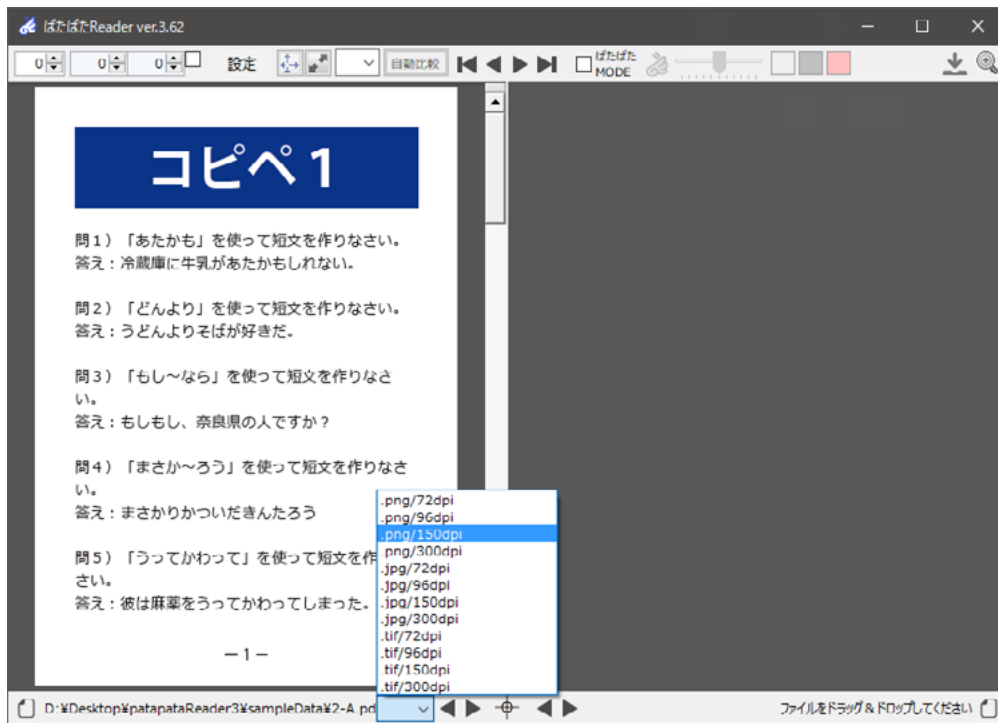 ぱたぱたReader ver.3.62
0 0 0 設定 自動比較 ぱたぱた
MODE
コピペ1
問1)「あたかも」を使って短文を作りなさい。
答え:冷蔵庫に牛乳があたかもしれない。
問2)「どんより」を使って短文を作りなさい。
答え:うどんよりそばが好きだ。
問3)「もし〜なら」を使って短文を作りなさ
い。
答え:もしもし、奈良県の人ですか?
問4)「まさか〜ろう」を使って短文を作りなさ
い。
答え:まさかりかついだきんたろう
問5)「うってかわって」を使って短文を作
さい。
答え:彼は麻薬をうってかわってしまった。
―1―
.png/72dpi
.png/96dpi
.png/150dpi
.png/300dpi
.jpg/72dpi
.jpg/96dpi
.jpg/150dpi
.jpg/300dpi
.tif/72dpi
.tif/96dpi
.tif/150dpi
.tif/300dpi
D:¥Desktop¥patapataReader3¥sampleData¥2-A.pd
ファイルをドラッグ&ドロップしてください